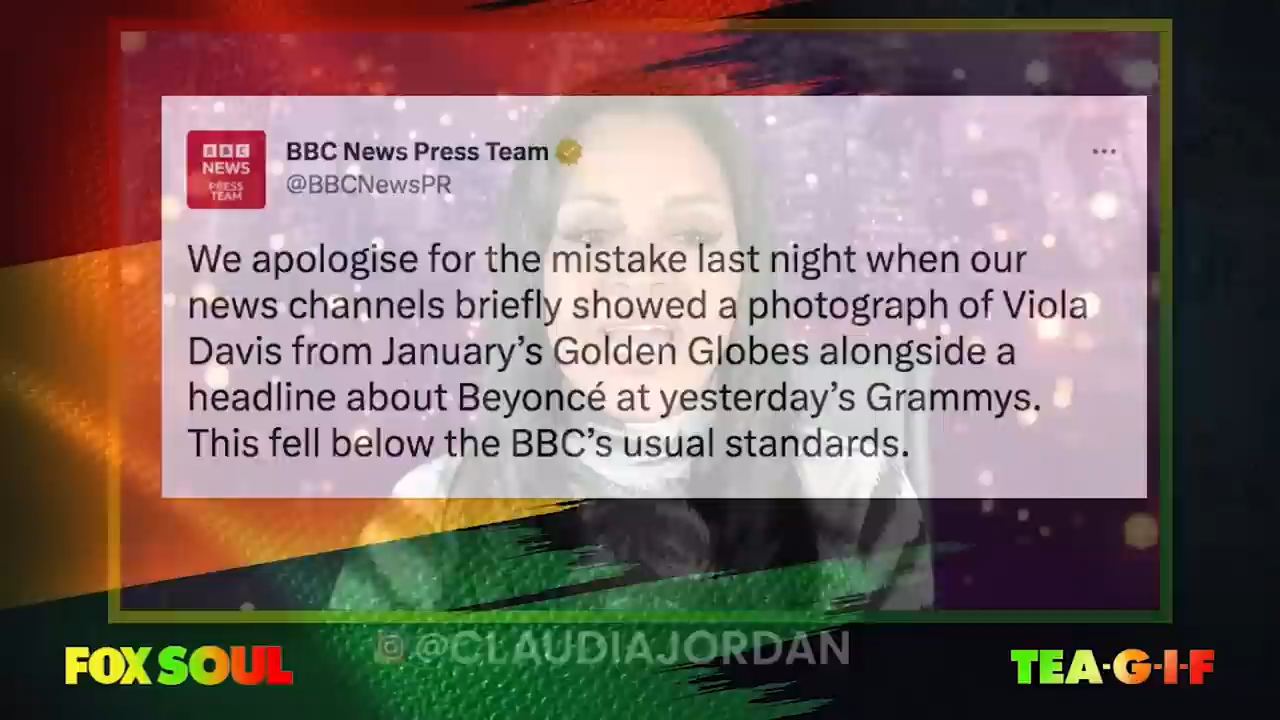 BBC
NEWS
PRESS
TEAM
BBC News Press Team
@BBCNewsPR
We apologise for the mistake last night when our
news channels briefly showed a photograph of Viola
Davis from January’s Golden Globes alongside a
headline about Beyoncé at yesterday’s Grammys.
This fell below the BBC’s usual standards.
@CLAUDIAJORDAN
FOX SOUL
TEA-G-I-F